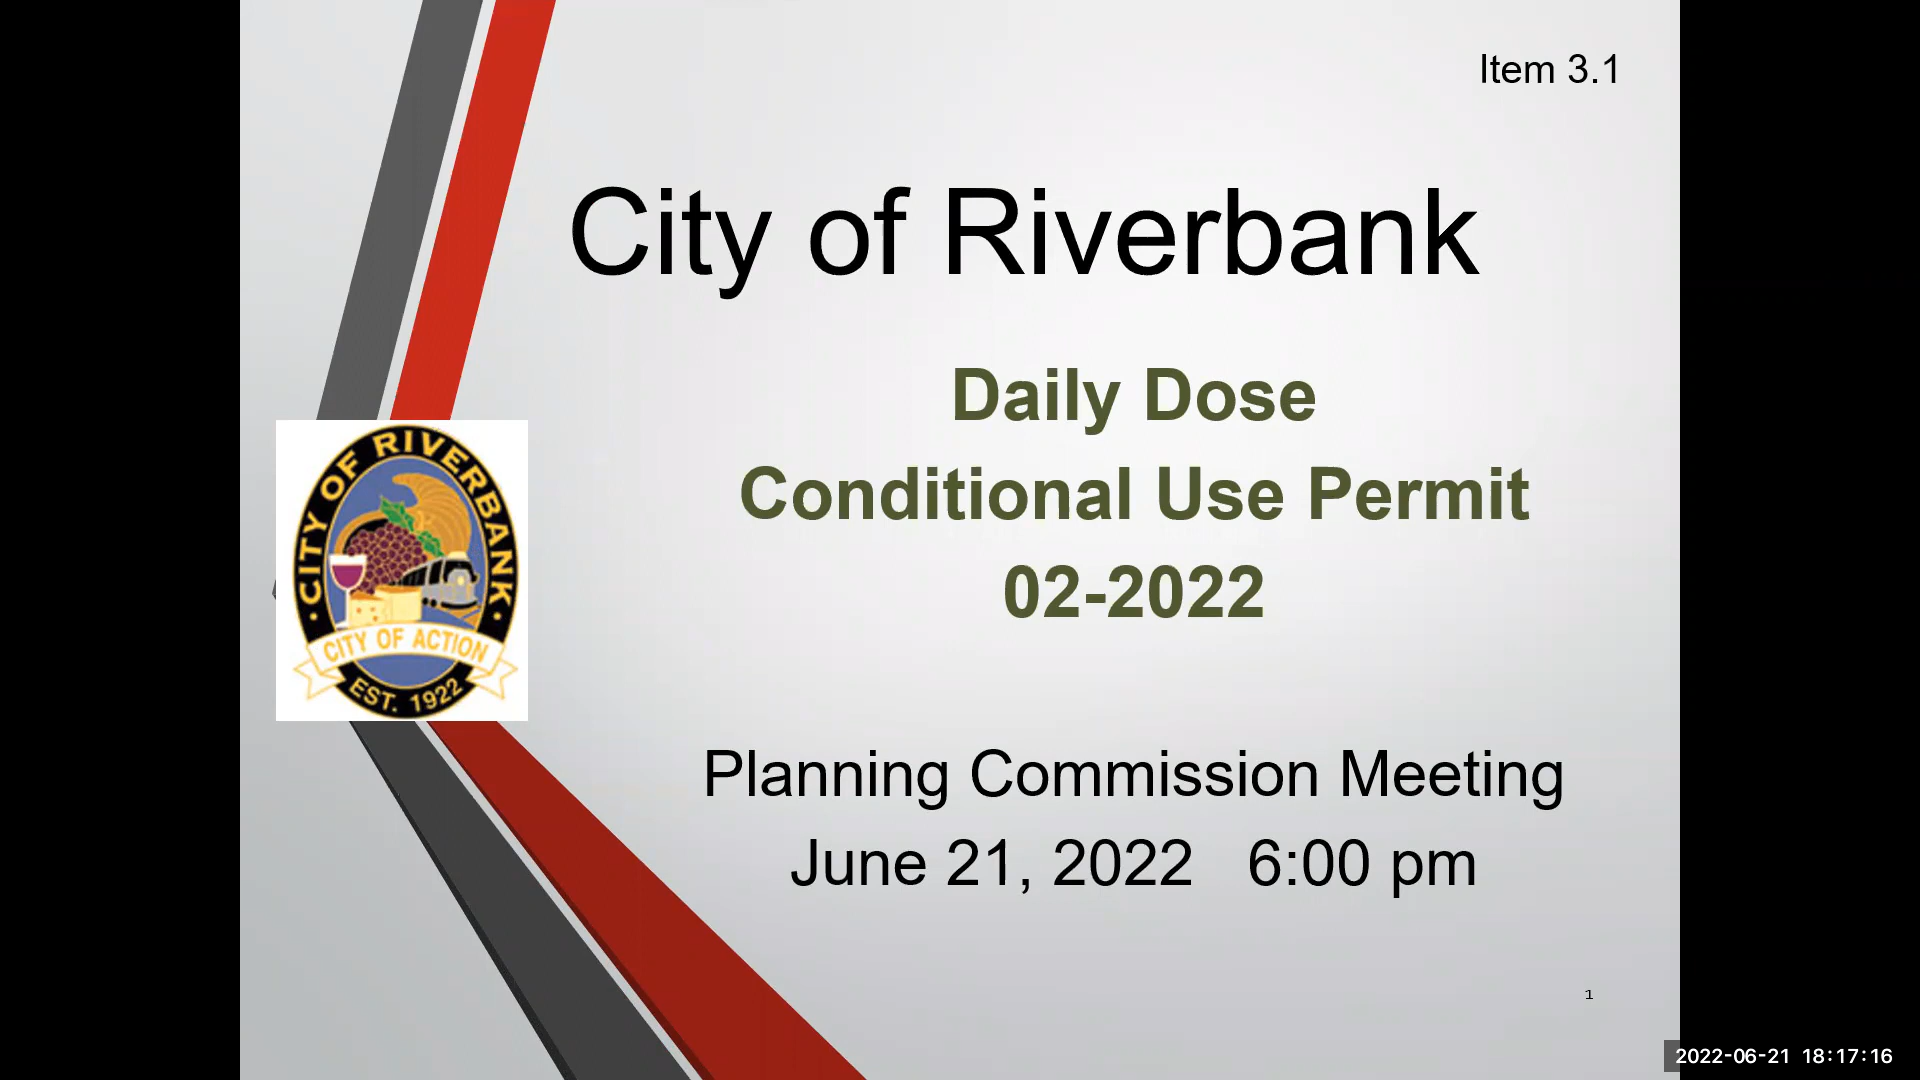 Item 3.1
City of Riverbank
Daily Dose
Conditional Use Permit
02-2022
CITY OF RIVERBANK
CITY OF ACTION
EST. 1922
Planning Commission Meeting
June 21, 2022 6:00 pm
1
2022-06-21 18:17:16